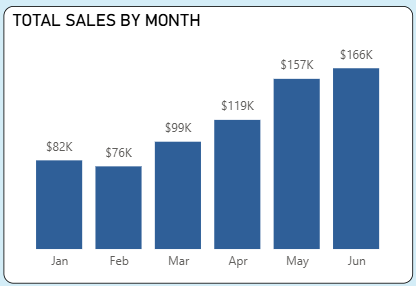 TOTAL SALES BY MONTH
$82K
$76K
$99K
$119K
$157K
$166K
Jan Feb Mar Apr May Jun